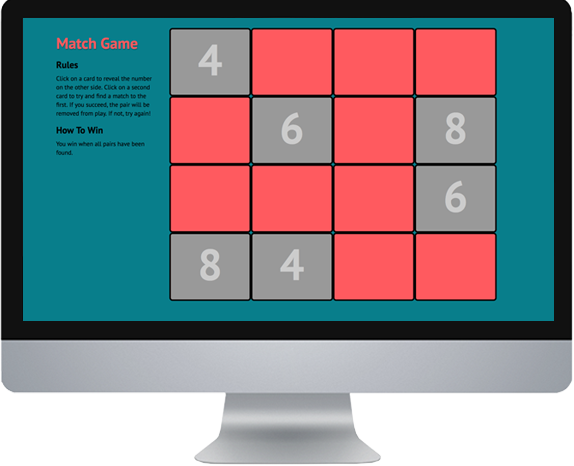 Match Game
Rules
Click on a card to reveal the number
on the other side. Click on a second
card to try and find a match to the
first. If you succeed, the pair will be
removed from play. If not, try again!
How To Win
You win when all pairs have been
found.
4
6 8
6
8 4